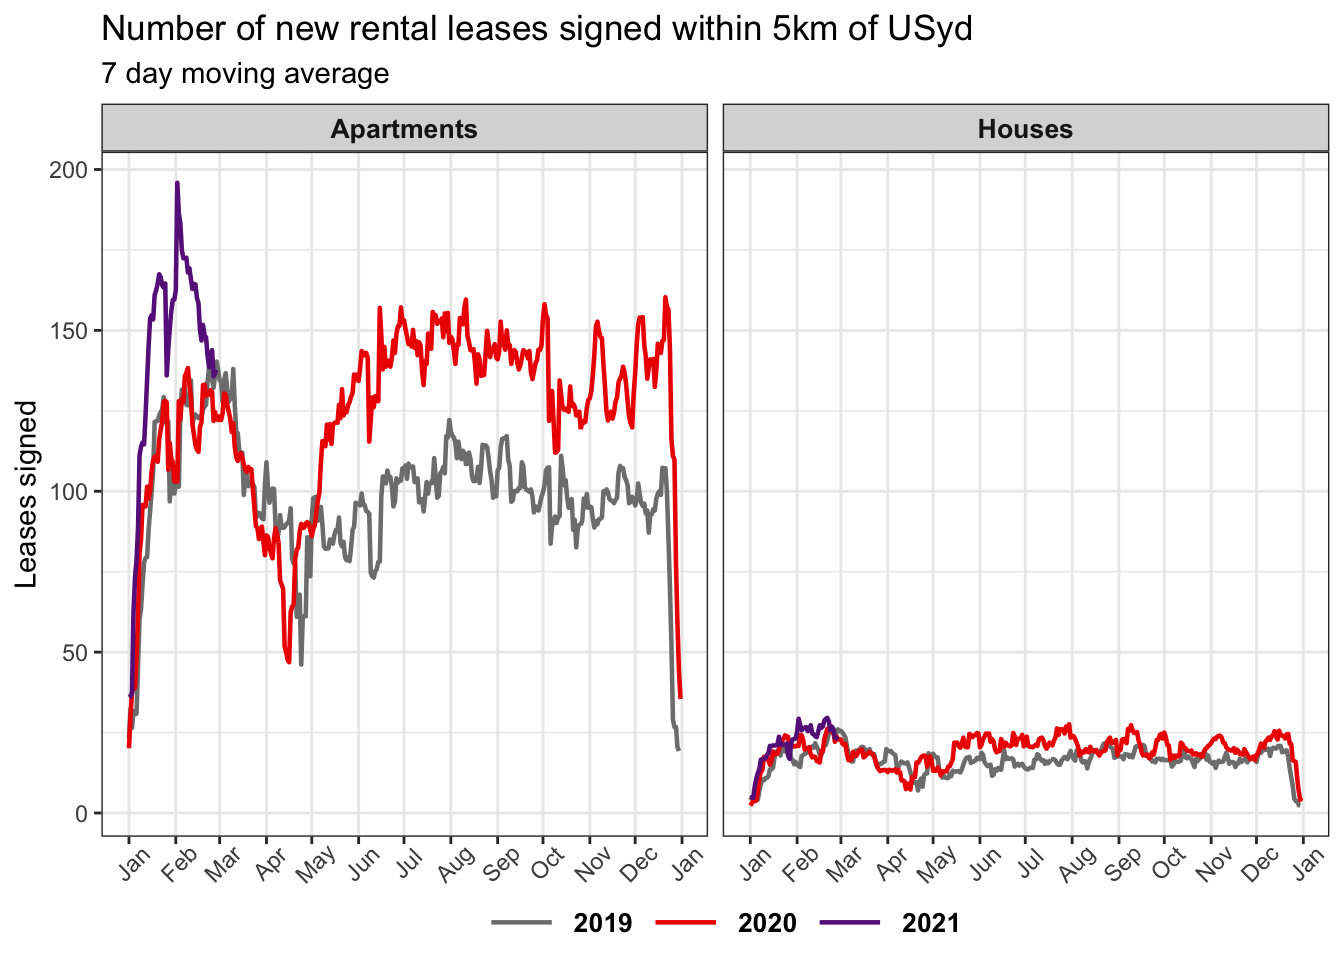 Number of new rental leases signed within 5km of USyd
7 day moving average
Apartments
Houses
Leases signed
200
150
100
50
0
Jan Feb Mar Apr May Jun Jul Aug Sep Oct Nov Dec Jan
Jan Feb Mar Apr May Jun Jul Aug Sep Oct Nov Dec Jan
2019 2020 2021